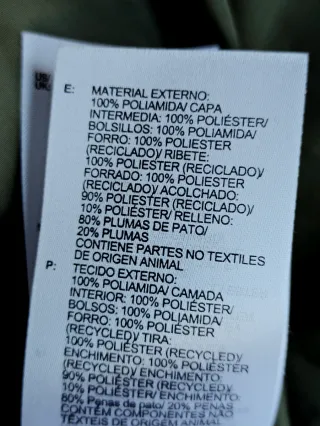 E: MATERIAL EXTERNO:
100% POLIAMIDA/ CAPA
INTERMEDIA: 100% POLIÉSTER/
BOLSILLOS: 100% POLIAMIDA/
FORRO: 100% POLIESTER
(RECICLADO)/ RIBETE:
100% POLIESTER (RECICLADO)/
FORRADO: 100% POLIESTER
(RECICLADO)/ ACOLCHADO:
90% POLIÉSTER (RECICLADO)/
10% POLIÉSTER/ RELLENO:
80% PLUMAS DE PATO/
20% PLUMAS
CONTIENE PARTES NO TEXTILES
DE ORIGEN ANIMAL
P: TECIDO EXTERNO:
100% POLIAMIDA/ CAMADA
INTERIOR: 100% POLIÉSTER/
BOLSOS: 100% POLIAMIDA/
FORRO: 100% POLIÉSTER
(RECYCLED)/ TIRA:
100% POLIÉSTER (RECYCLED)/
ENCHIMENTO: 100% POLIÉSTER
(RECYCLED)/ ENCHIMENTO:
90% POLIÉSTER (RECYCLED)/
10% POLIÉSTER/ ENCHIMENTO:
80% Penas de pato/ 20% PENAS
CONTÉM COMPONENTES NÃO
TÊXTEIS DE ORIGEM ANIMAL